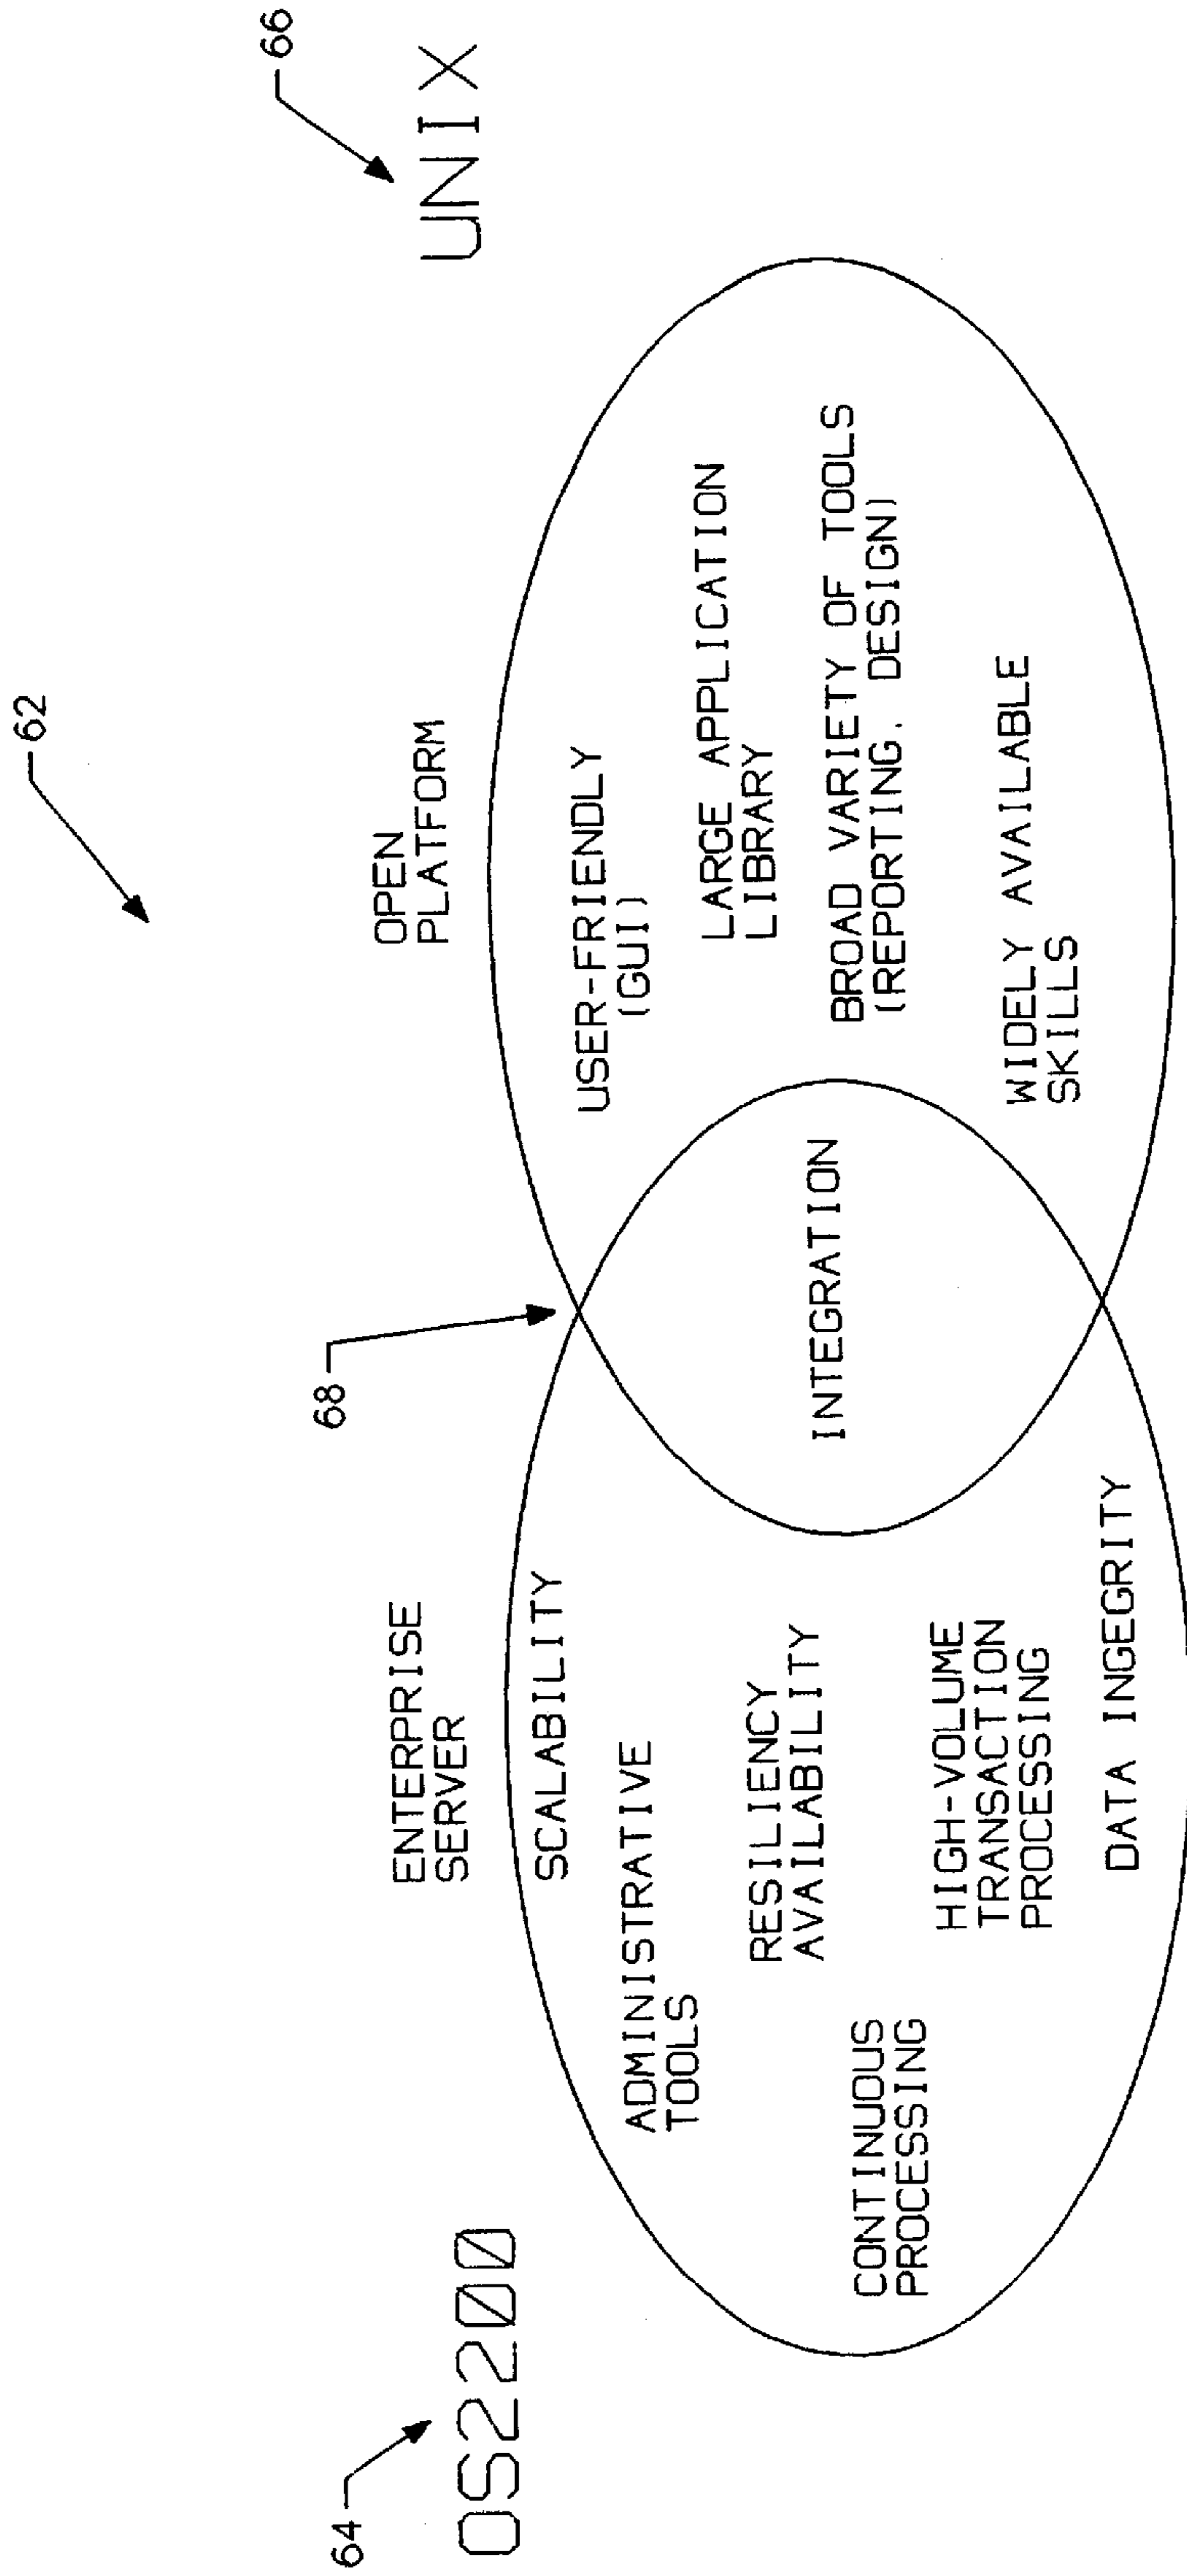 62
64
OS2200
66
UNIX
68
ENTERPRISE
SERVER
SCALABILITY
ADMINISTRATIVE
TOOLS
RESILIENCY
AVAILABILITY
CONTINUOUS
PROCESSING
HIGH-VOLUME
TRANSACTION
PROCESSING
DATA INGEGRITY
INTEGRATION
OPEN
PLATFORM
USER-FRIENDLY
(GUI)
LARGE APPLICATION
LIBRARY
BROAD VARIETY OF TOOLS
(REPORTING, DESIGN)
WIDELY AVAILABLE
SKILLS